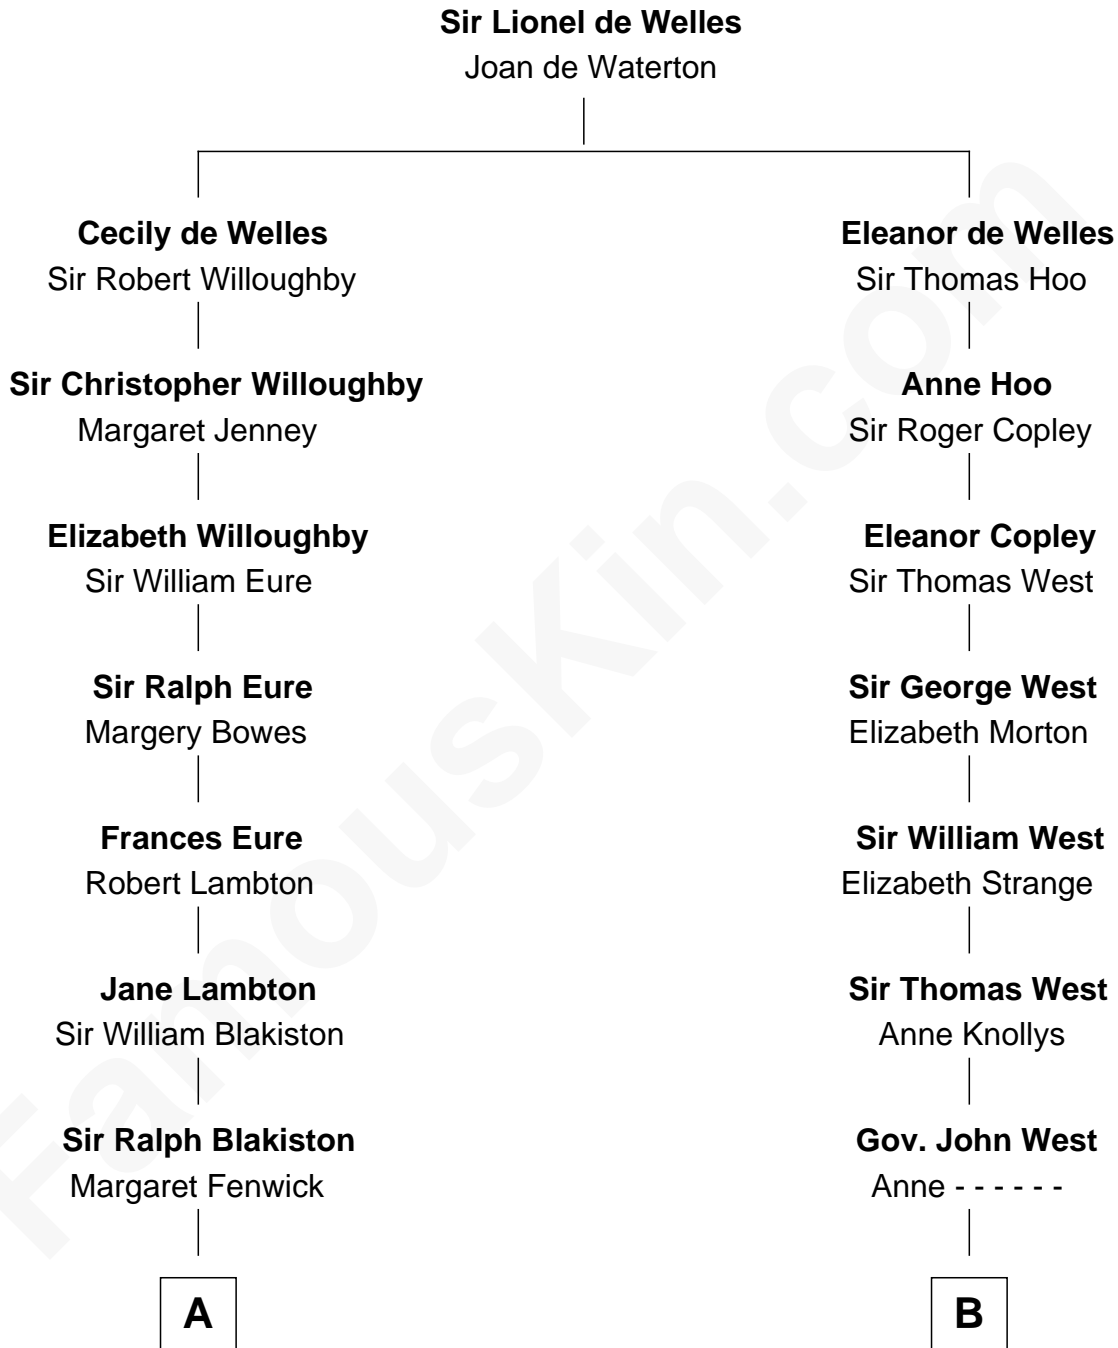 Sir Lionel de Welles
Joan de Waterton
Cecily de Welles
Sir Robert Willoughby
Eleanor de Welles
Sir Thomas Hoo
Sir Christopher Willoughby
Margaret Jenney
Anne Hoo
Sir Roger Copley
Elizabeth Willoughby
Sir William Eure
Eleanor Copley
Sir Thomas West
Sir Ralph Eure
Margery Bowes
Sir George West
Elizabeth Morton
Frances Eure
Robert Lambton
Sir William West
Elizabeth Strange
Jane Lambton
Sir William Blakiston
Sir Thomas West
Anne Knollys
Sir Ralph Blakiston
Margaret Fenwick
Gov. John West
Anne - - - - - -
A
B
FamousKin.com